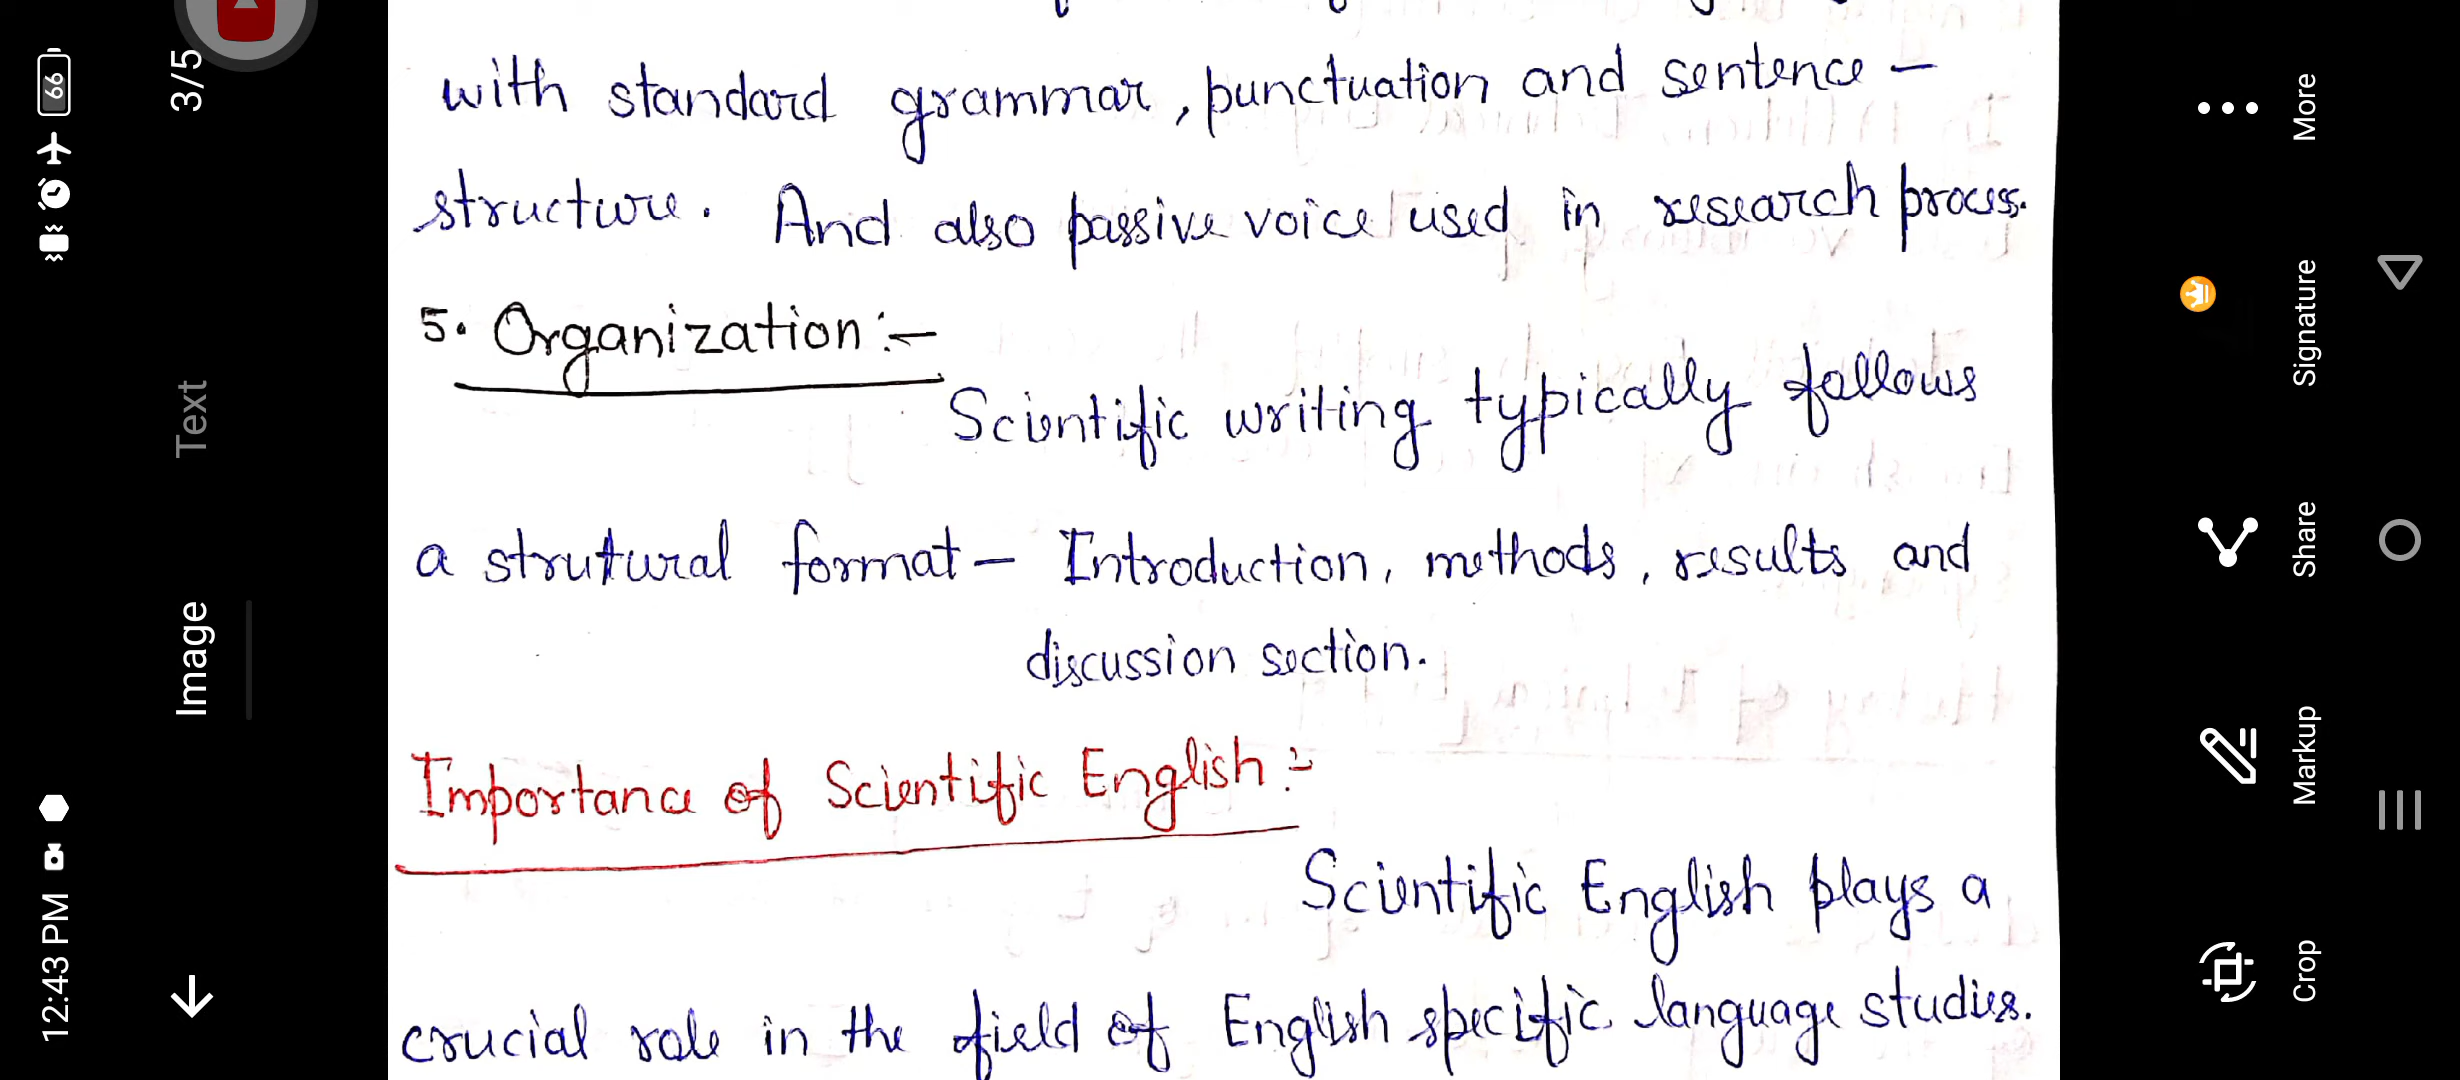 with standard grammar, punctuation and sentence -
structure. And also passive voice used in research process.
5. Organization :-
Scientific writing typically follows
a strutural format - Introduction, methods, results and
discussion section.
Importance of Scientific English :-
Scientific English plays a
crucial role in the field of English specific language studies.
66
3/5
Text
Image
12:43 PM
More
Signature
Share
Markup
Crop